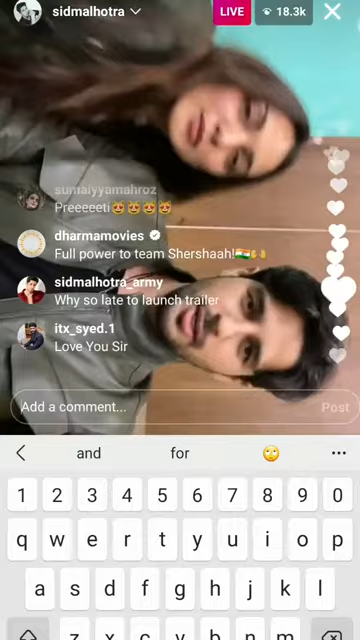 sidmalhotra
LIVE
18.3k
sumaiyyamahroz
Preeeeeti😻😻😻😻
dharmamovies
Full power to team Shershaah!🇮🇳🙌
sidmalhotra_army
Why so late to launch trailer
itx_syed.1
Love You Sir
Add a comment...
Post
and for 🙄 ...
1 2 3 4 5 6 7 8 9 0
q w e r t y u i o p
a s d f g h j k l
z x c v b n m